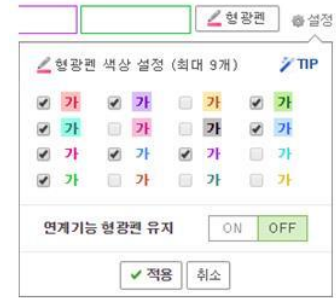 형광펜 설정
형광펜 색상 설정 (최대 9개) TIP
가 가 가 가
가 가 가 가
가 가 가 가
가 가 가 가
연계기능 형광펜 유지 ON OFF
적용 취소